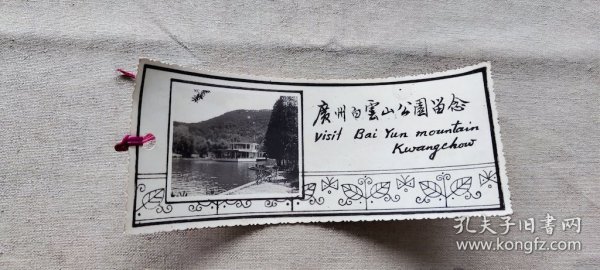 廣州白雲山公園留念
Visit Bai Yun mountain
Kwangchow
孔夫子旧书网
www.kongfz.com